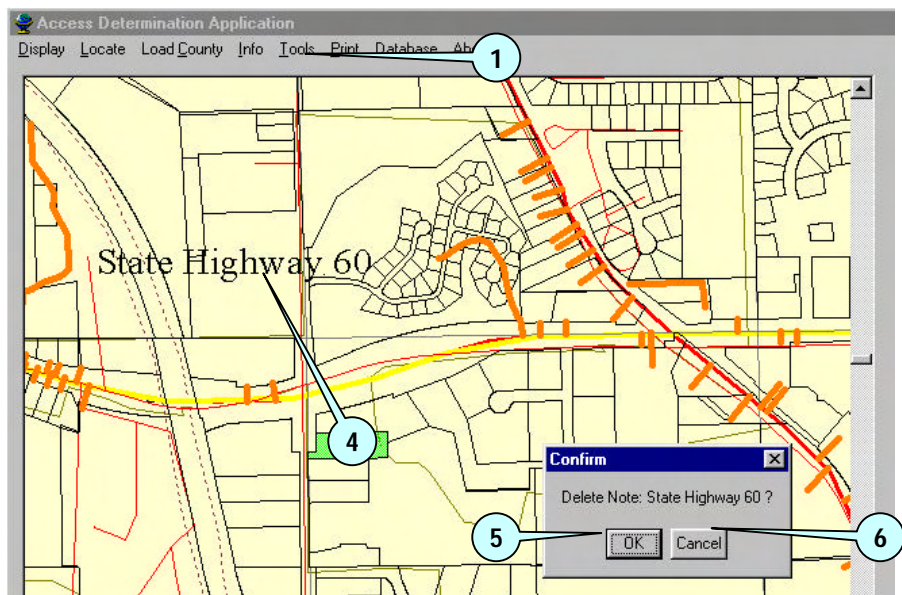 Access Determination Application
Display Locate Load County Info Tools Print Database
1
State Highway 60
4
Confirm
Delete Note: State Highway 60 ?
5
OK
Cancel
6